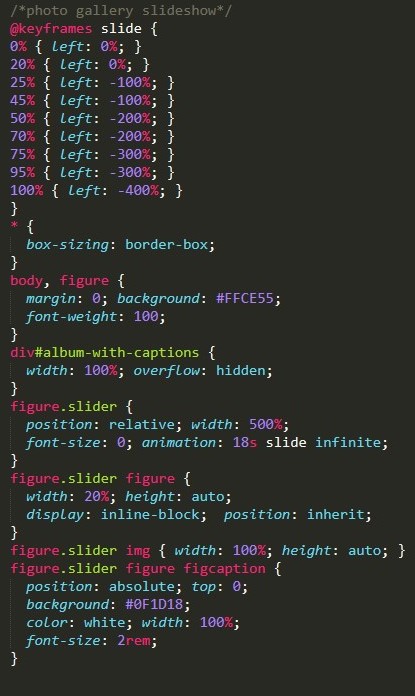 /*photo gallery slideshow*/
@keyframes slide {
0% { left: 0%; }
20% { left: 0%; }
25% { left: -100%; }
45% { left: -100%; }
50% { left: -200%; }
70% { left: -200%; }
75% { left: -300%; }
95% { left: -300%; }
100% { left: -400%; }
}
* {
  box-sizing: border-box;
}
body, figure {
  margin: 0; background: #FFCE55;
  font-weight: 100;
}
div#album-with-captions {
  width: 100%; overflow: hidden;
}
figure.slider {
  position: relative; width: 500%;
  font-size: 0; animation: 18s slide infinite;
}
figure.slider figure {
  width: 20%; height: auto;
  display: inline-block;  position: inherit;
}
figure.slider img { width: 100%; height: auto; }
figure.slider figure figcaption {
  position: absolute; top: 0;
  background: #0F1D18;
  color: white; width: 100%;
  font-size: 2rem;
}